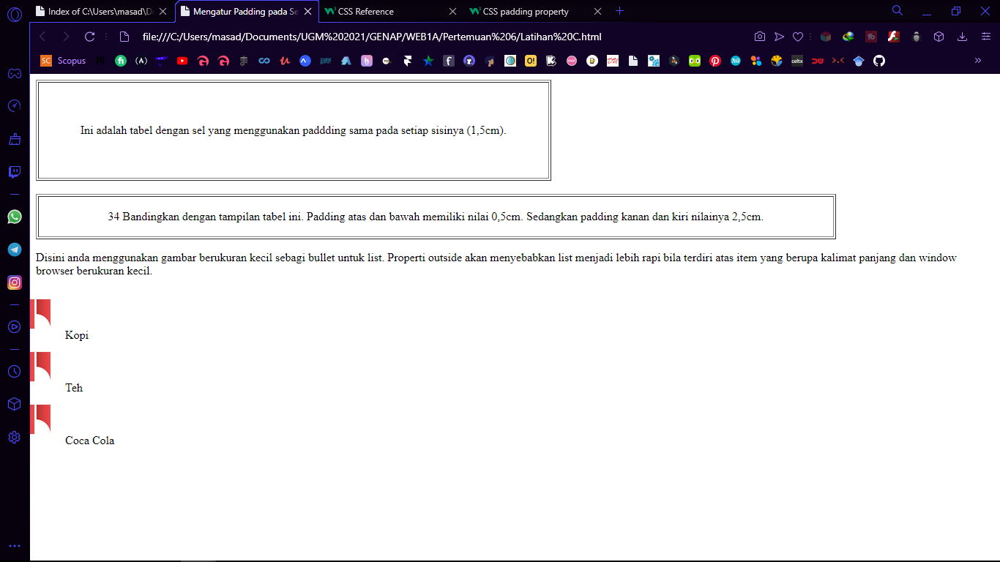 Index of C:\Users\masad\D
Mengatur Padding pada Se
CSS Reference
CSS padding property
file:///C:/Users/masad/Documents/UGM%202021/GENAP/WEB1A/Pertemuan%206/Latihan%20C.html
SC Scopus
celtx
Ini adalah tabel dengan sel yang menggunakan paddding sama pada setiap sisinya (1,5cm).
34 Bandingkan dengan tampilan tabel ini. Padding atas dan bawah memiliki nilai 0,5cm. Sedangkan padding kanan dan kiri nilainya 2,5cm.
Disini anda menggunakan gambar berukuran kecil sebagi bullet untuk list. Properti outside akan menyebabkan list menjadi lebih rapi bila terdiri atas item yang berupa kalimat panjang dan window
browser berukuran kecil.
Kopi
Teh
Coca Cola